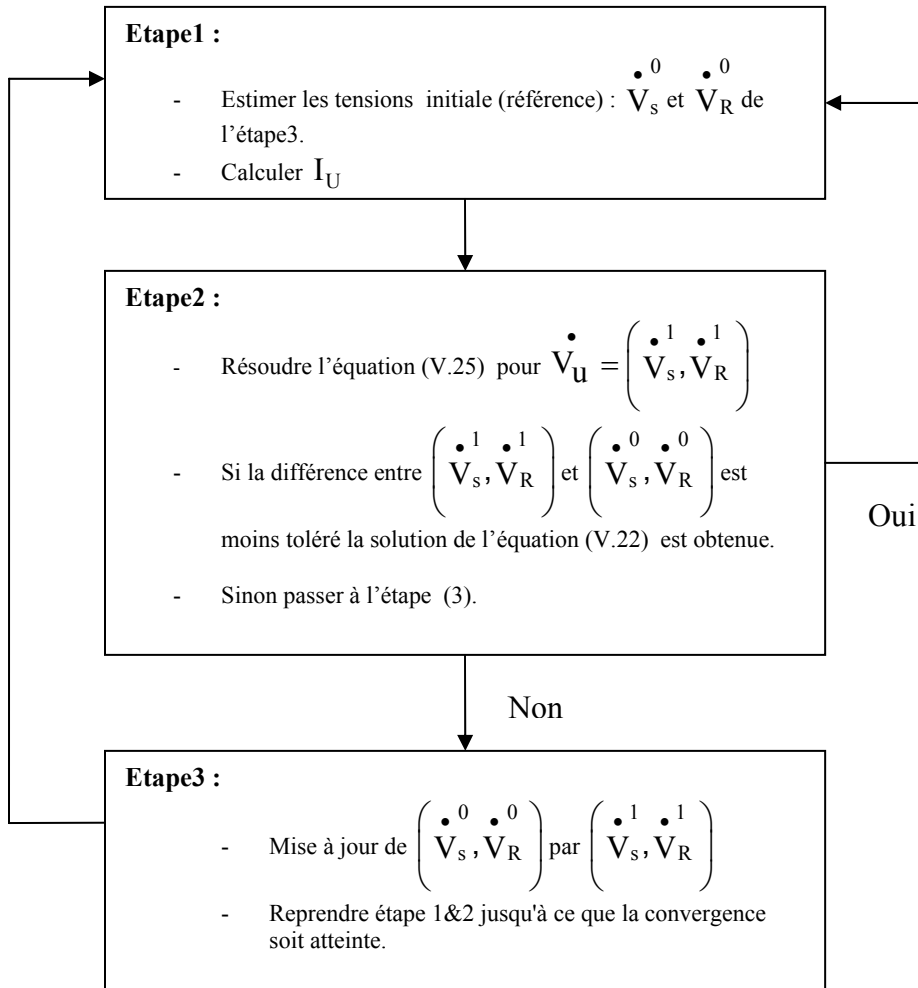 Etape1 :
- Estimer les tensions initiale (référence) : V̇s⁰ et V̇R⁰ de
l'étape3.
- Calculer IU
Etape2 :
- Résoudre l'équation (V.25) pour V̇u = (V̇s¹, V̇R¹)
- Si la différence entre (V̇s¹, V̇R¹) et (V̇s⁰, V̇R⁰) est
moins toléré la solution de l'équation (V.22) est obtenue.
- Sinon passer à l'étape (3).
Oui
Non
Etape3 :
- Mise à jour de (V̇s⁰, V̇R⁰) par (V̇s¹, V̇R¹)
- Reprendre étape 1&2 jusqu'à ce que la convergence
soit atteinte.